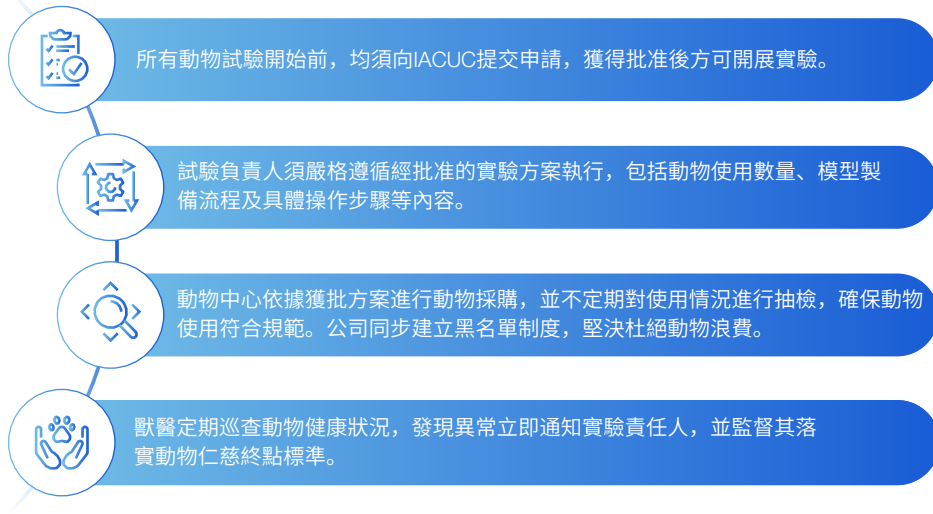 所有動物試驗開始前，均須向IACUC提交申請，獲得批准後方可開展實驗。
試驗負責人須嚴格遵循經批准的實驗方案執行，包括動物使用數量、模型製
備流程及具體操作步驟等內容。
動物中心依據獲批方案進行動物採購，並不定期對使用情況進行抽檢，確保動物
使用符合規範。公司同步建立黑名單制度，堅決杜絕動物浪費。
獸醫定期巡查動物健康狀況，發現異常立即通知實驗責任人，並監督其落
實動物仁慈終點標準。